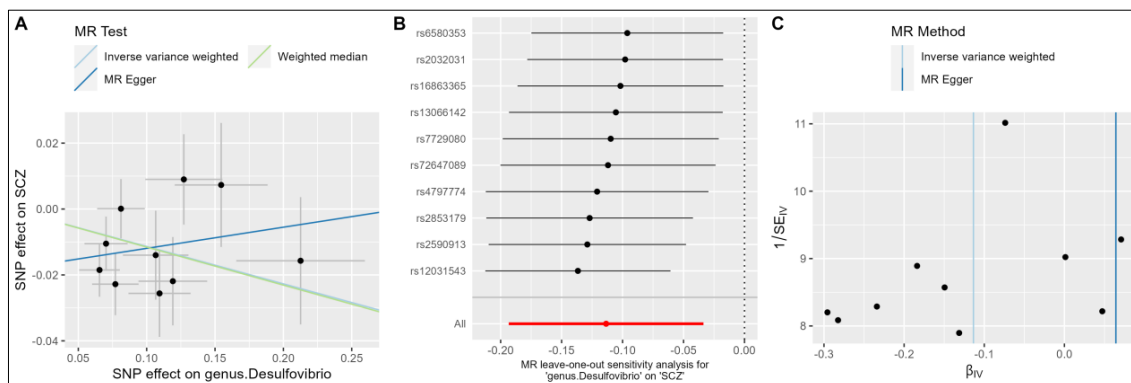 A
MR Test
Inverse variance weighted
Weighted median
MR Egger
SNP effect on SCZ
0.02
0.00
-0.02
-0.04
0.05
0.10
0.15
0.20
0.25
SNP effect on genus.Desulfovibrio
B
rs6580353
rs2032031
rs16863365
rs13066142
rs7729080
rs72647089
rs4797774
rs2853179
rs2590913
rs12031543
All
-0.20
-0.15
-0.10
-0.05
0.00
MR leave-one-out sensitivity analysis for
'genus.Desulfovibrio' on 'SCZ'
C
MR Method
Inverse variance weighted
MR Egger
1/SE_IV
11
10
9
8
-0.3
-0.2
-0.1
0.0
β_IV